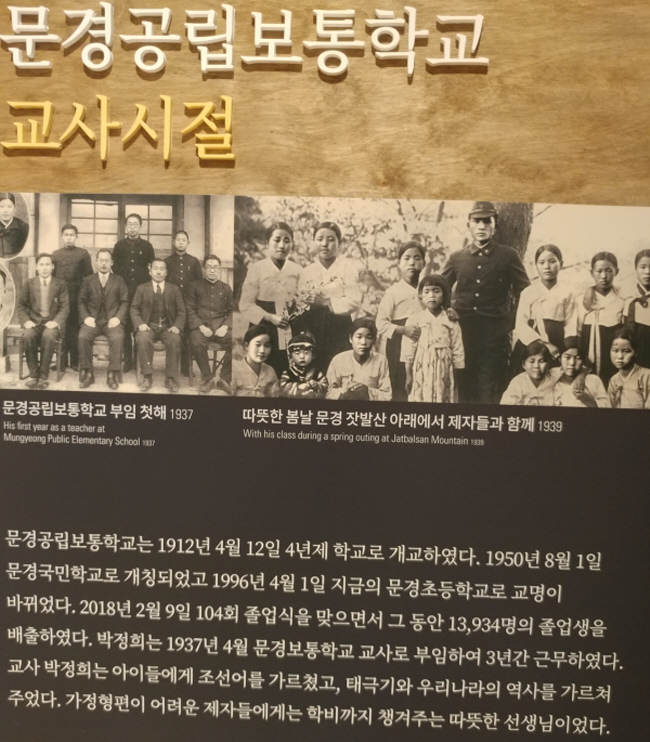 문경공립보통학교
교사시절
문경공립보통학교 부임 첫해 1937
His first year as a teacher at
Mungyeong Public Elementary School 1937
따뜻한 봄날 문경 잣발산 아래에서 제자들과 함께 1939
With his class during a spring outing at Jatbalsan Mountain 1939
문경공립보통학교는 1912년 4월 12일 4년제 학교로 개교하였다. 1950년 8월 1일
문경국민학교로 개칭되었고 1996년 4월 1일 지금의 문경초등학교로 교명이
바뀌었다. 2018년 2월 9일 104회 졸업식을 맞으면서 그 동안 13,934명의 졸업생을
배출하였다. 박정희는 1937년 4월 문경보통학교 교사로 부임하여 3년간 근무하였다.
교사 박정희는 아이들에게 조선어를 가르쳤고, 태극기와 우리나라의 역사를 가르쳐
주었다. 가정형편이 어려운 제자들에게는 학비까지 챙겨주는 따뜻한 선생님이었다.